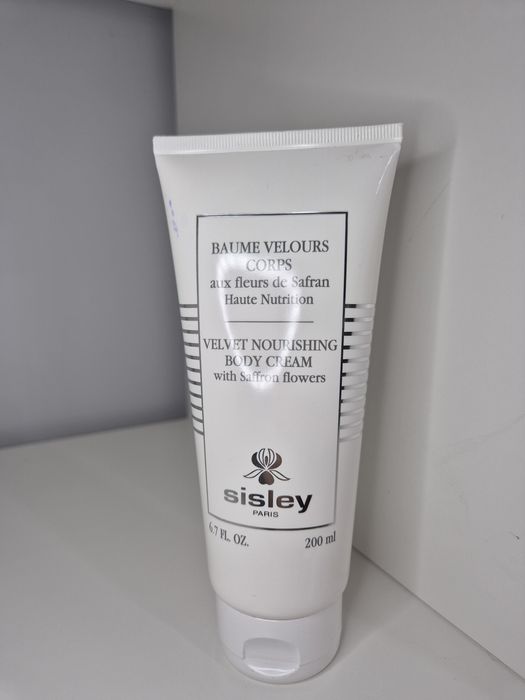 BAUME VELOURS
CORPS
aux fleurs de Safran
Haute Nutrition
VELVET NOURISHING
BODY CREAM
with Saffron flowers
sisley
PARIS
6.7 FL. OZ.
200 ml